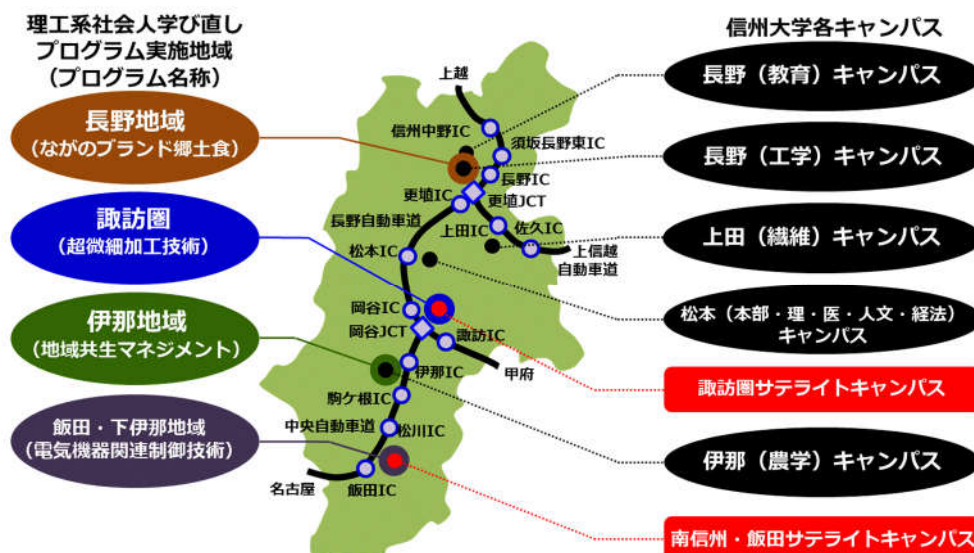 理工系社会人学び直し
プログラム実施地域
（プログラム名称）
長野地域
（ながのブランド郷土食）
諏訪圏
（超微細加工技術）
伊那地域
（地域共生マネジメント）
飯田・下伊那地域
（電気機器関連制御技術）
上越
信州中野IC
須坂長野東IC
長野IC
更埴IC
更埴JCT
長野自動車道
上田IC
佐久IC
松本IC
上信越
自動車道
岡谷IC
岡谷JCT
諏訪IC
伊那IC
甲府
駒ケ根IC
中央自動車道
松川IC
名古屋
飯田IC
信州大学各キャンパス
長野（教育）キャンパス
長野（工学）キャンパス
上田（繊維）キャンパス
松本（本部・理・医・人文・経法）
キャンパス
諏訪圏サテライトキャンパス
伊那（農学）キャンパス
南信州・飯田サテライトキャンパス